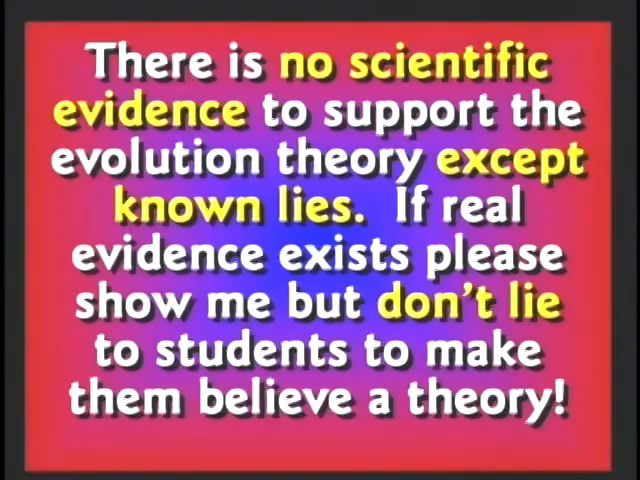 There is no scientific
evidence to support the
evolution theory except
known lies. If real
evidence exists please
show me but don't lie
to students to make
them believe a theory!